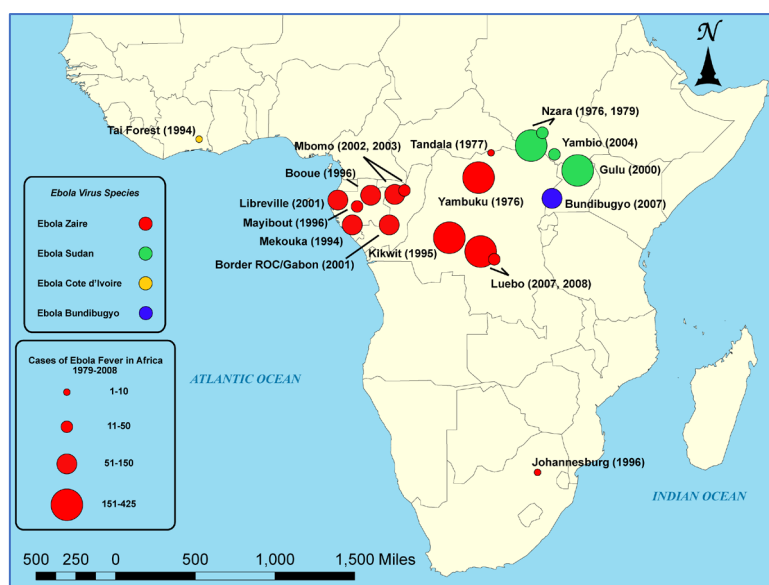 N
Nzara (1976, 1979)
Tai Forest (1994)
Mbomo (2002, 2003)
Tandala (1977)
Yambio (2004)
Booue (1996)
Gulu (2000)
Ebola Virus Species
Libreville (2001)
Yambuku (1976)
Bundibugyo (2007)
Ebola Zaire
Mayibout (1996)
Mekouka (1994)
Ebola Sudan
Border ROC/Gabon (2001)
Kikwit (1995)
Ebola Cote d'Ivoire
Luebo (2007, 2008)
Ebola Bundibugyo
Cases of Ebola Fever in Africa
1979-2008
ATLANTIC OCEAN
1-10
11-50
51-150
151-425
Johannesburg (1996)
INDIAN OCEAN
500 250 0 500 1,000 1,500 Miles